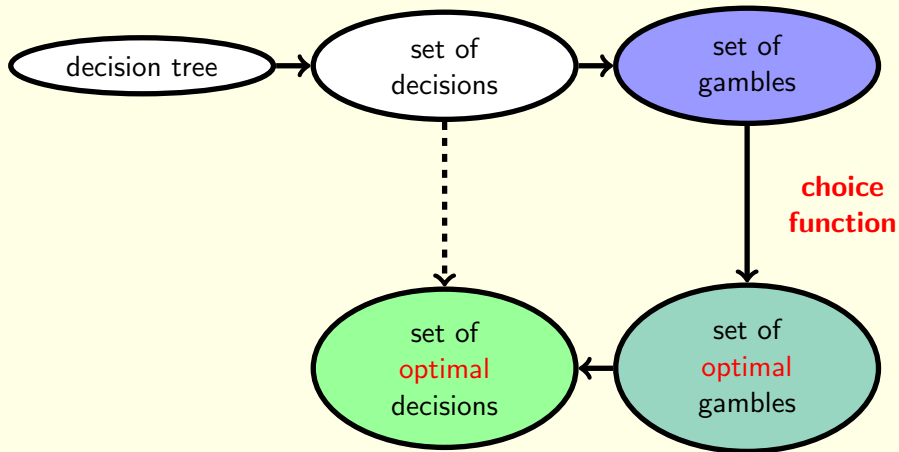 decision tree
set of
decisions
set of
gambles
choice
function
set of
optimal
decisions
set of
optimal
gambles